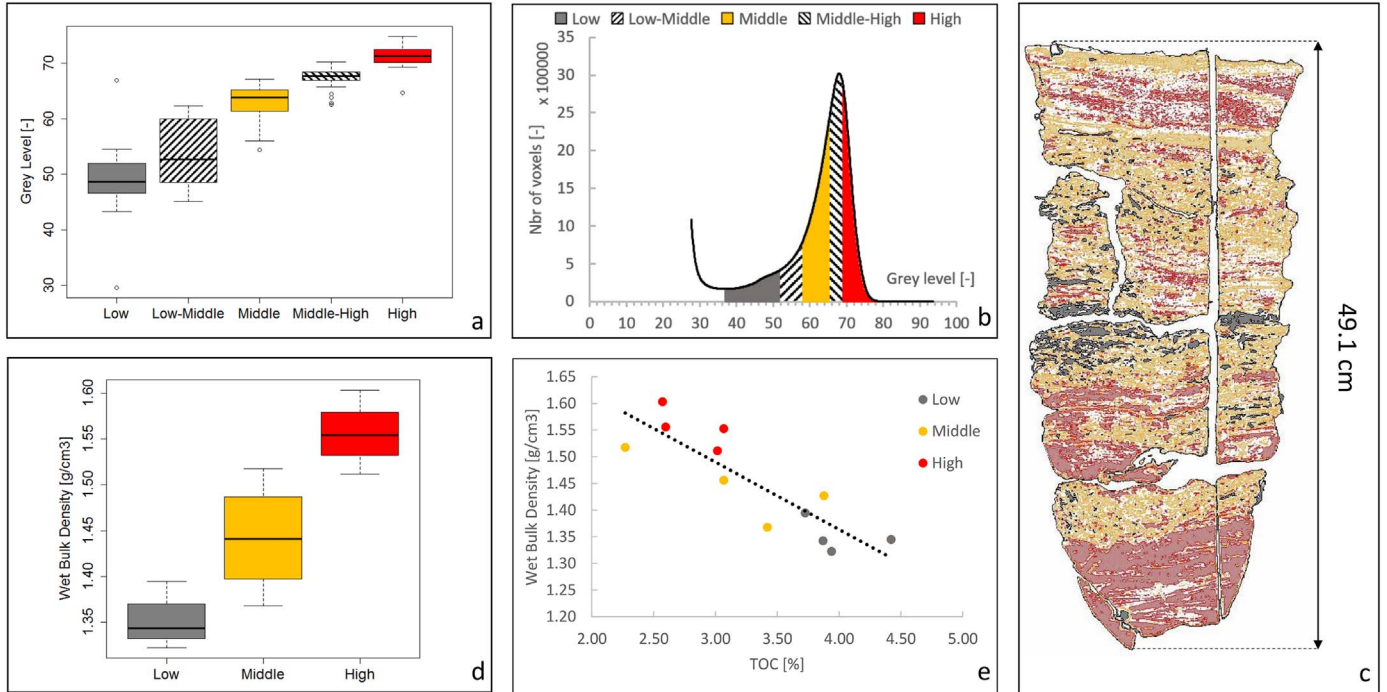 Grey Level [-]
70
60
50
40
30
Low
Low-Middle
Middle
Middle-High
High
a
Low
Low-Middle
Middle
Middle-High
High
Nbr of voxels [-]
x 100000
35
30
25
20
15
10
5
0
Grey level [-]
0 10 20 30 40 50 60 70 80 90 100
b
49.1 cm
c
Wet Bulk Density [g/cm3]
1.60
1.55
1.50
1.45
1.40
1.35
Low
Middle
High
d
Wet Bulk Density [g/cm3]
1.65
1.60
1.55
1.50
1.45
1.40
1.35
1.30
1.25
1.20
Low
Middle
High
2.00 2.50 3.00 3.50 4.00 4.50 5.00
TOC [%]
e